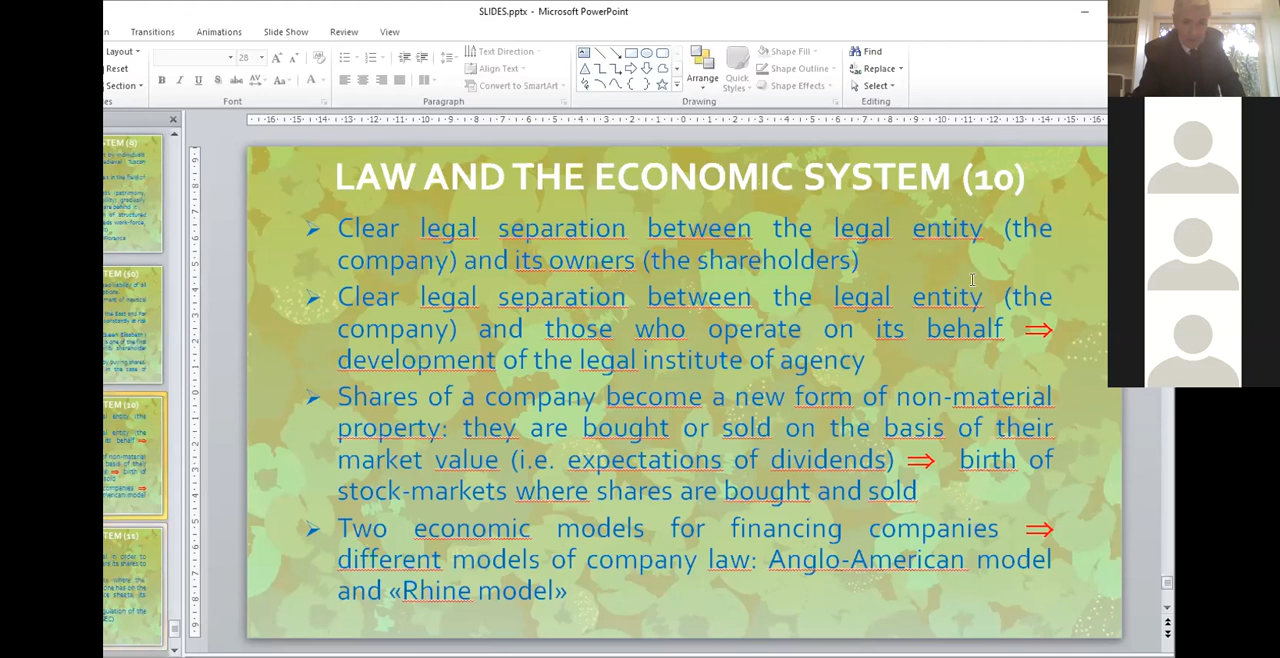 SLIDES.pptx - Microsoft PowerPoint
Transitions Animations Slide Show Review View
Layout
Reset
Section
28
Text Direction
Align Text
Convert to SmartArt
Arrange
Quick Styles
Shape Fill
Shape Outline
Shape Effects
Find
Replace
Select
Font Paragraph Drawing Editing
LAW AND THE ECONOMIC SYSTEM (10)
➢ Clear legal separation between the legal entity (the
company) and its owners (the shareholders)
➢ Clear legal separation between the legal entity (the
company) and those who operate on its behalf ⇒
development of the legal institute of agency
➢ Shares of a company become a new form of non-material
property: they are bought or sold on the basis of their
market value (i.e. expectations of dividends) ⇒ birth of
stock-markets where shares are bought and sold
➢ Two economic models for financing companies ⇒
different models of company law: Anglo-American model
and «Rhine model»